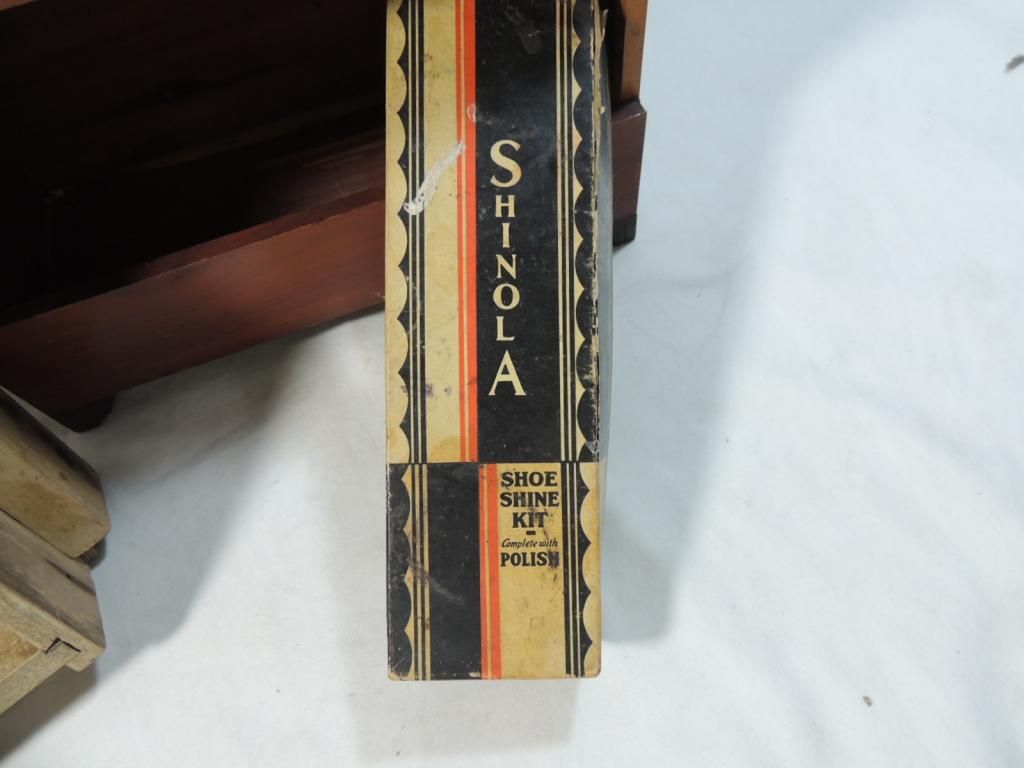 SHINOLA
SHOE
SHINE
KIT
-
Complete with
POLISH